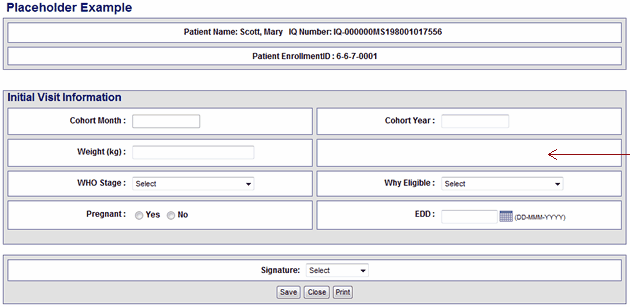 Placeholder Example
Patient Name: Scott, Mary IQ Number: IQ-000000MS198001017556
Patient EnrollmentID : 6-6-7-0001
Initial Visit Information
Cohort Month : Cohort Year :
Weight (kg) :
WHO Stage : Select Why Eligible : Select
Pregnant : Yes No EDD : (DD-MMM-YYYY)
Signature: Select
Save Close Print